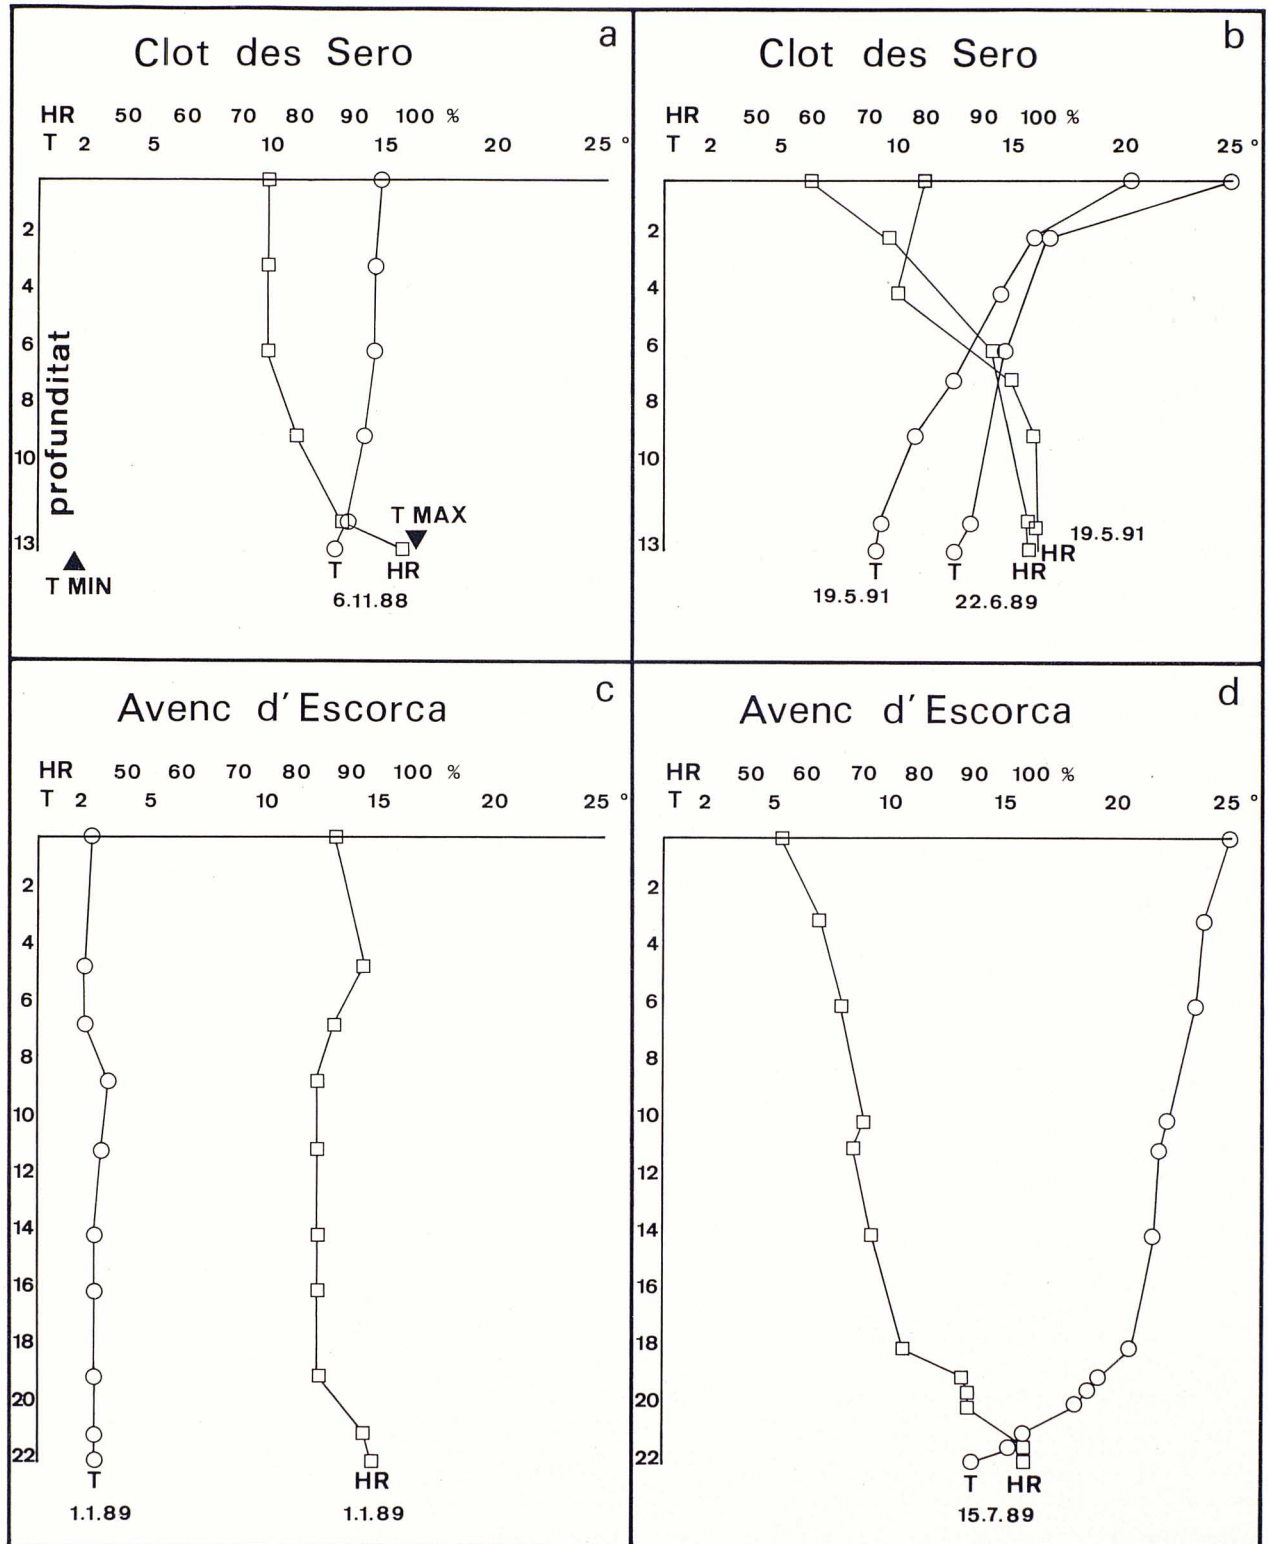 a
Clot des Sero
HR 50 60 70 80 90 100 %
T 2 5 10 15 20 25 °
2
4
6
8
10
13
profunditat
T MAX
T MIN
T HR
6.11.88
b
Clot des Sero
HR 50 60 70 80 90 100 %
T 2 5 10 15 20 25 °
2
4
6
8
10
13
19.5.91
HR
T T HR
19.5.91 22.6.89
c
Avenc d'Escorca
HR 50 60 70 80 90 100 %
T 2 5 10 15 20 25 °
2
4
6
8
10
12
14
16
18
20
22
T HR
1.1.89 1.1.89
d
Avenc d'Escorca
HR 50 60 70 80 90 100 %
T 2 5 10 15 20 25 °
2
4
6
8
10
12
14
16
18
20
22
T HR
15.7.89